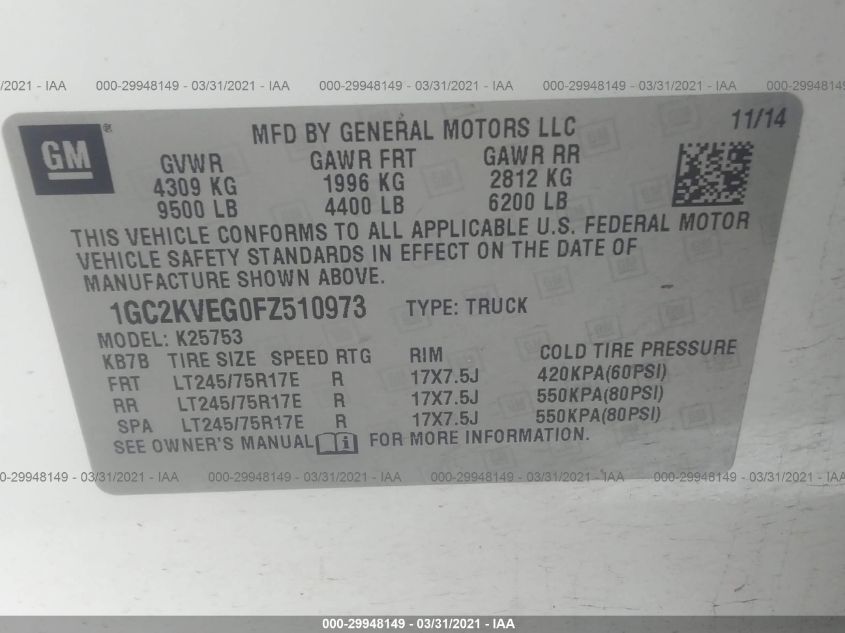 /2021 - IAA 000-29948149 - 03/31/2021 - IAA 000-29948149 - 03/31/2021 - IAA 000-29948149 - 03/31/2021 - IAA 000-29948149
GM ® MFD BY GENERAL MOTORS LLC 11/14
GVWR GAWR FRT GAWR RR
4309 KG 1996 KG 2812 KG
9500 LB 4400 LB 6200 LB
THIS VEHICLE CONFORMS TO ALL APPLICABLE U.S. FEDERAL MOTOR
VEHICLE SAFETY STANDARDS IN EFFECT ON THE DATE OF
MANUFACTURE SHOWN ABOVE.
1GC2KVEG0FZ510973 TYPE: TRUCK
MODEL: K25753
KB7B TIRE SIZE SPEED RTG RIM COLD TIRE PRESSURE
FRT LT245/75R17E R 17X7.5J 420KPA(60PSI)
RR LT245/75R17E R 17X7.5J 550KPA(80PSI)
SPA LT245/75R17E R 17X7.5J 550KPA(80PSI)
SEE OWNER'S MANUAL FOR MORE INFORMATION.
0-29948149 - 03/31/2021 - IAA 000-29948149 - 03/31/2021 - IAA 000-29948149 - 03/31/2021 - IAA 000-29948149 - 03/31/2021 - IAA
000-29948149 - 03/31/2021 - IAA